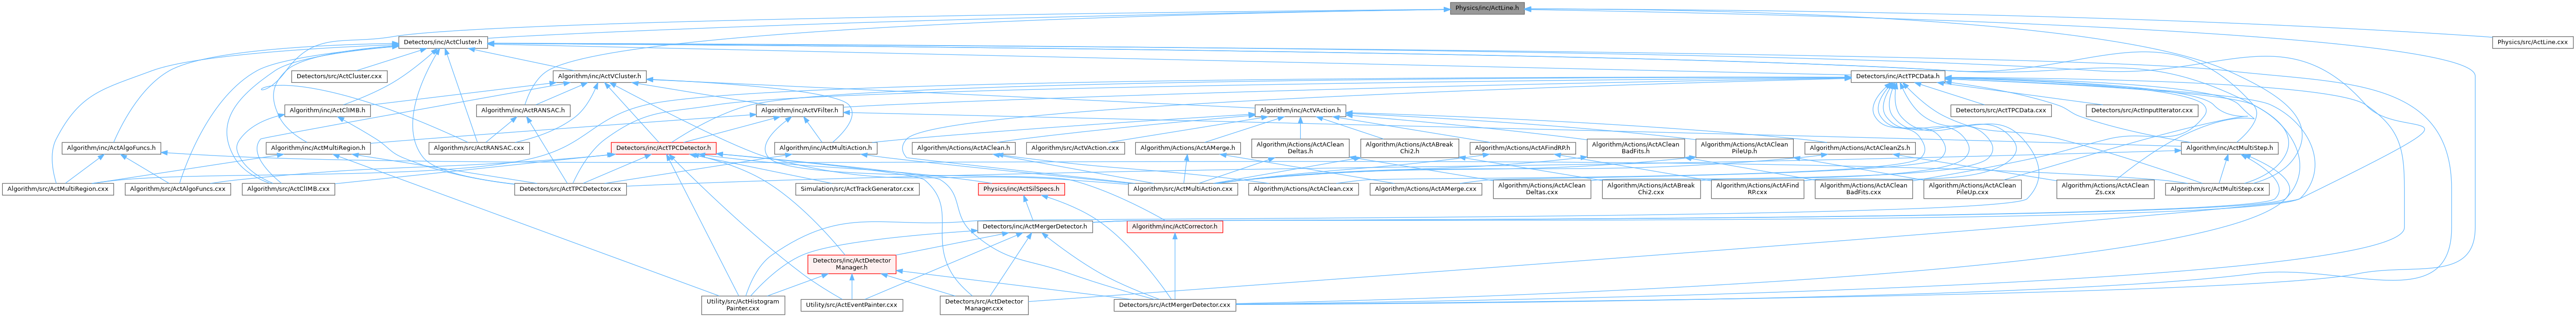 Physics/inc/ActLine.h
Detectors/inc/ActCluster.h
Physics/src/ActLine.cxx
Detectors/src/ActCluster.cxx
Algorithm/inc/ActVCluster.h
Detectors/inc/ActTPCData.h
Algorithm/inc/ActClIMB.h
Algorithm/inc/ActRANSAC.h
Algorithm/inc/ActVFilter.h
Algorithm/inc/ActVAction.h
Detectors/src/ActTPCData.cxx
Detectors/src/ActInputIterator.cxx
Algorithm/inc/ActAlgoFuncs.h
Algorithm/inc/ActMultiRegion.h
Algorithm/src/ActRANSAC.cxx
Detectors/inc/ActTPCDetector.h
Algorithm/inc/ActMultiAction.h
Algorithm/Actions/ActAClean.h
Algorithm/src/ActVAction.cxx
Algorithm/Actions/ActAMerge.h
Algorithm/Actions/ActAClean
Deltas.h
Algorithm/Actions/ActABreak
Chi2.h
Algorithm/Actions/ActAFindRP.h
Algorithm/Actions/ActAClean
BadFits.h
Algorithm/Actions/ActAClean
PileUp.h
Algorithm/Actions/ActACleanZs.h
Algorithm/inc/ActMultiStep.h
Algorithm/src/ActMultiRegion.cxx
Algorithm/src/ActAlgoFuncs.cxx
Algorithm/src/ActClIMB.cxx
Detectors/src/ActTPCDetector.cxx
Simulation/src/ActTrackGenerator.cxx
Physics/inc/ActSilSpecs.h
Algorithm/src/ActMultiAction.cxx
Algorithm/Actions/ActAClean.cxx
Algorithm/Actions/ActAMerge.cxx
Algorithm/Actions/ActAClean
Deltas.cxx
Algorithm/Actions/ActABreak
Chi2.cxx
Algorithm/Actions/ActAFind
RP.cxx
Algorithm/Actions/ActAClean
BadFits.cxx
Algorithm/Actions/ActAClean
PileUp.cxx
Algorithm/Actions/ActAClean
Zs.cxx
Algorithm/src/ActMultiStep.cxx
Detectors/inc/ActMergerDetector.h
Algorithm/inc/ActCorrector.h
Detectors/inc/ActDetector
Manager.h
Utility/src/ActHistogram
Painter.cxx
Utility/src/ActEventPainter.cxx
Detectors/src/ActDetector
Manager.cxx
Detectors/src/ActMergerDetector.cxx